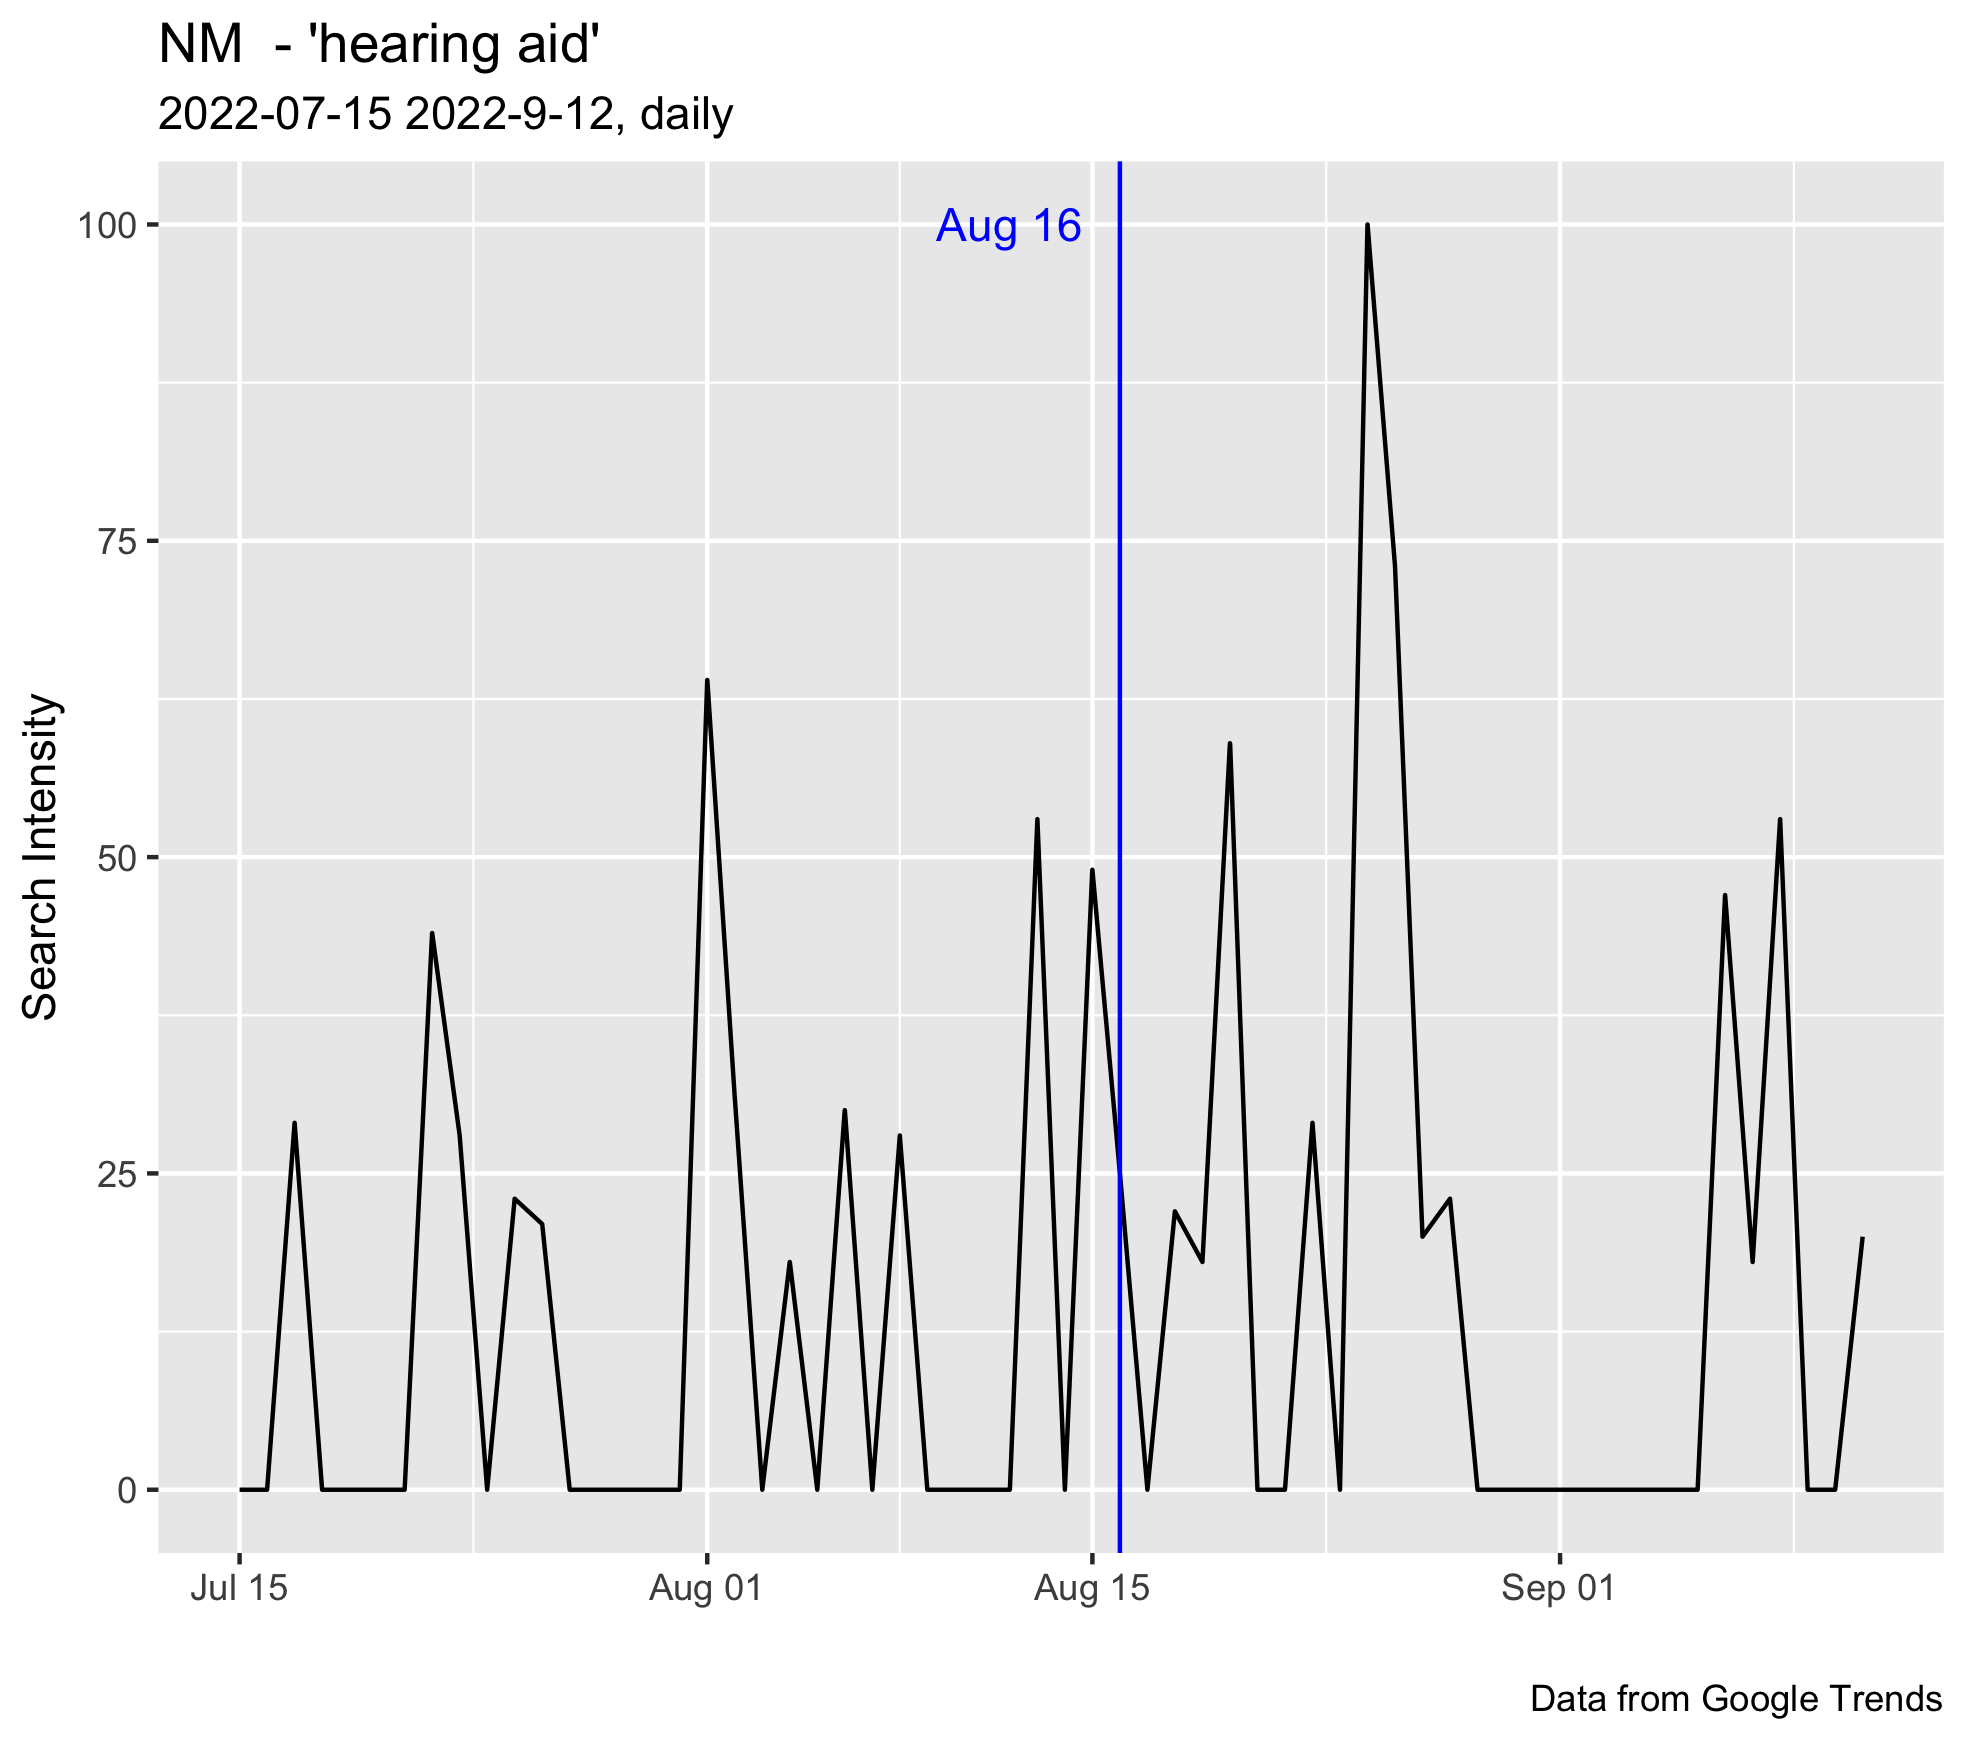 NM  - 'hearing aid'
2022-07-15 2022-9-12, daily
Aug 16
100
75
50
25
0
Search Intensity
Jul 15
Aug 01
Aug 15
Sep 01
Data from Google Trends